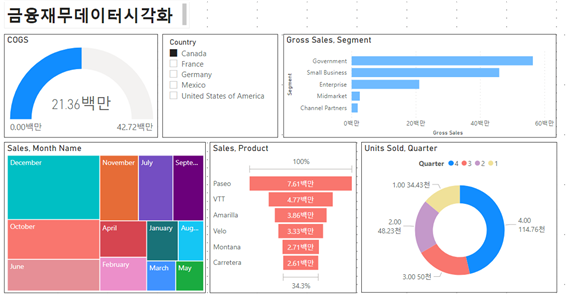 금융재무데이터시각화
COGS
21.36백만
0.00백만
42.72백만
Country
Canada
France
Germany
Mexico
United States of America
Gross Sales, Segment
Segment
Government
Small Business
Enterprise
Midmarket
Channel Partners
0백만
20백만
40백만
60백만
Gross Sales
Sales, Month Name
December
November
July
Septe...
October
April
January
Aug...
June
February
March
May
Sales, Product
100%
Paseo 7.61백만
VTT 4.77백만
Amarilla 3.86백만
Velo 3.33백만
Montana 2.71백만
Carretera 2.61백만
34.3%
Units Sold, Quarter
Quarter 4 3 2 1
1.00 34.43천
2.00
48.23천
4.00
114.76천
3.00 50천